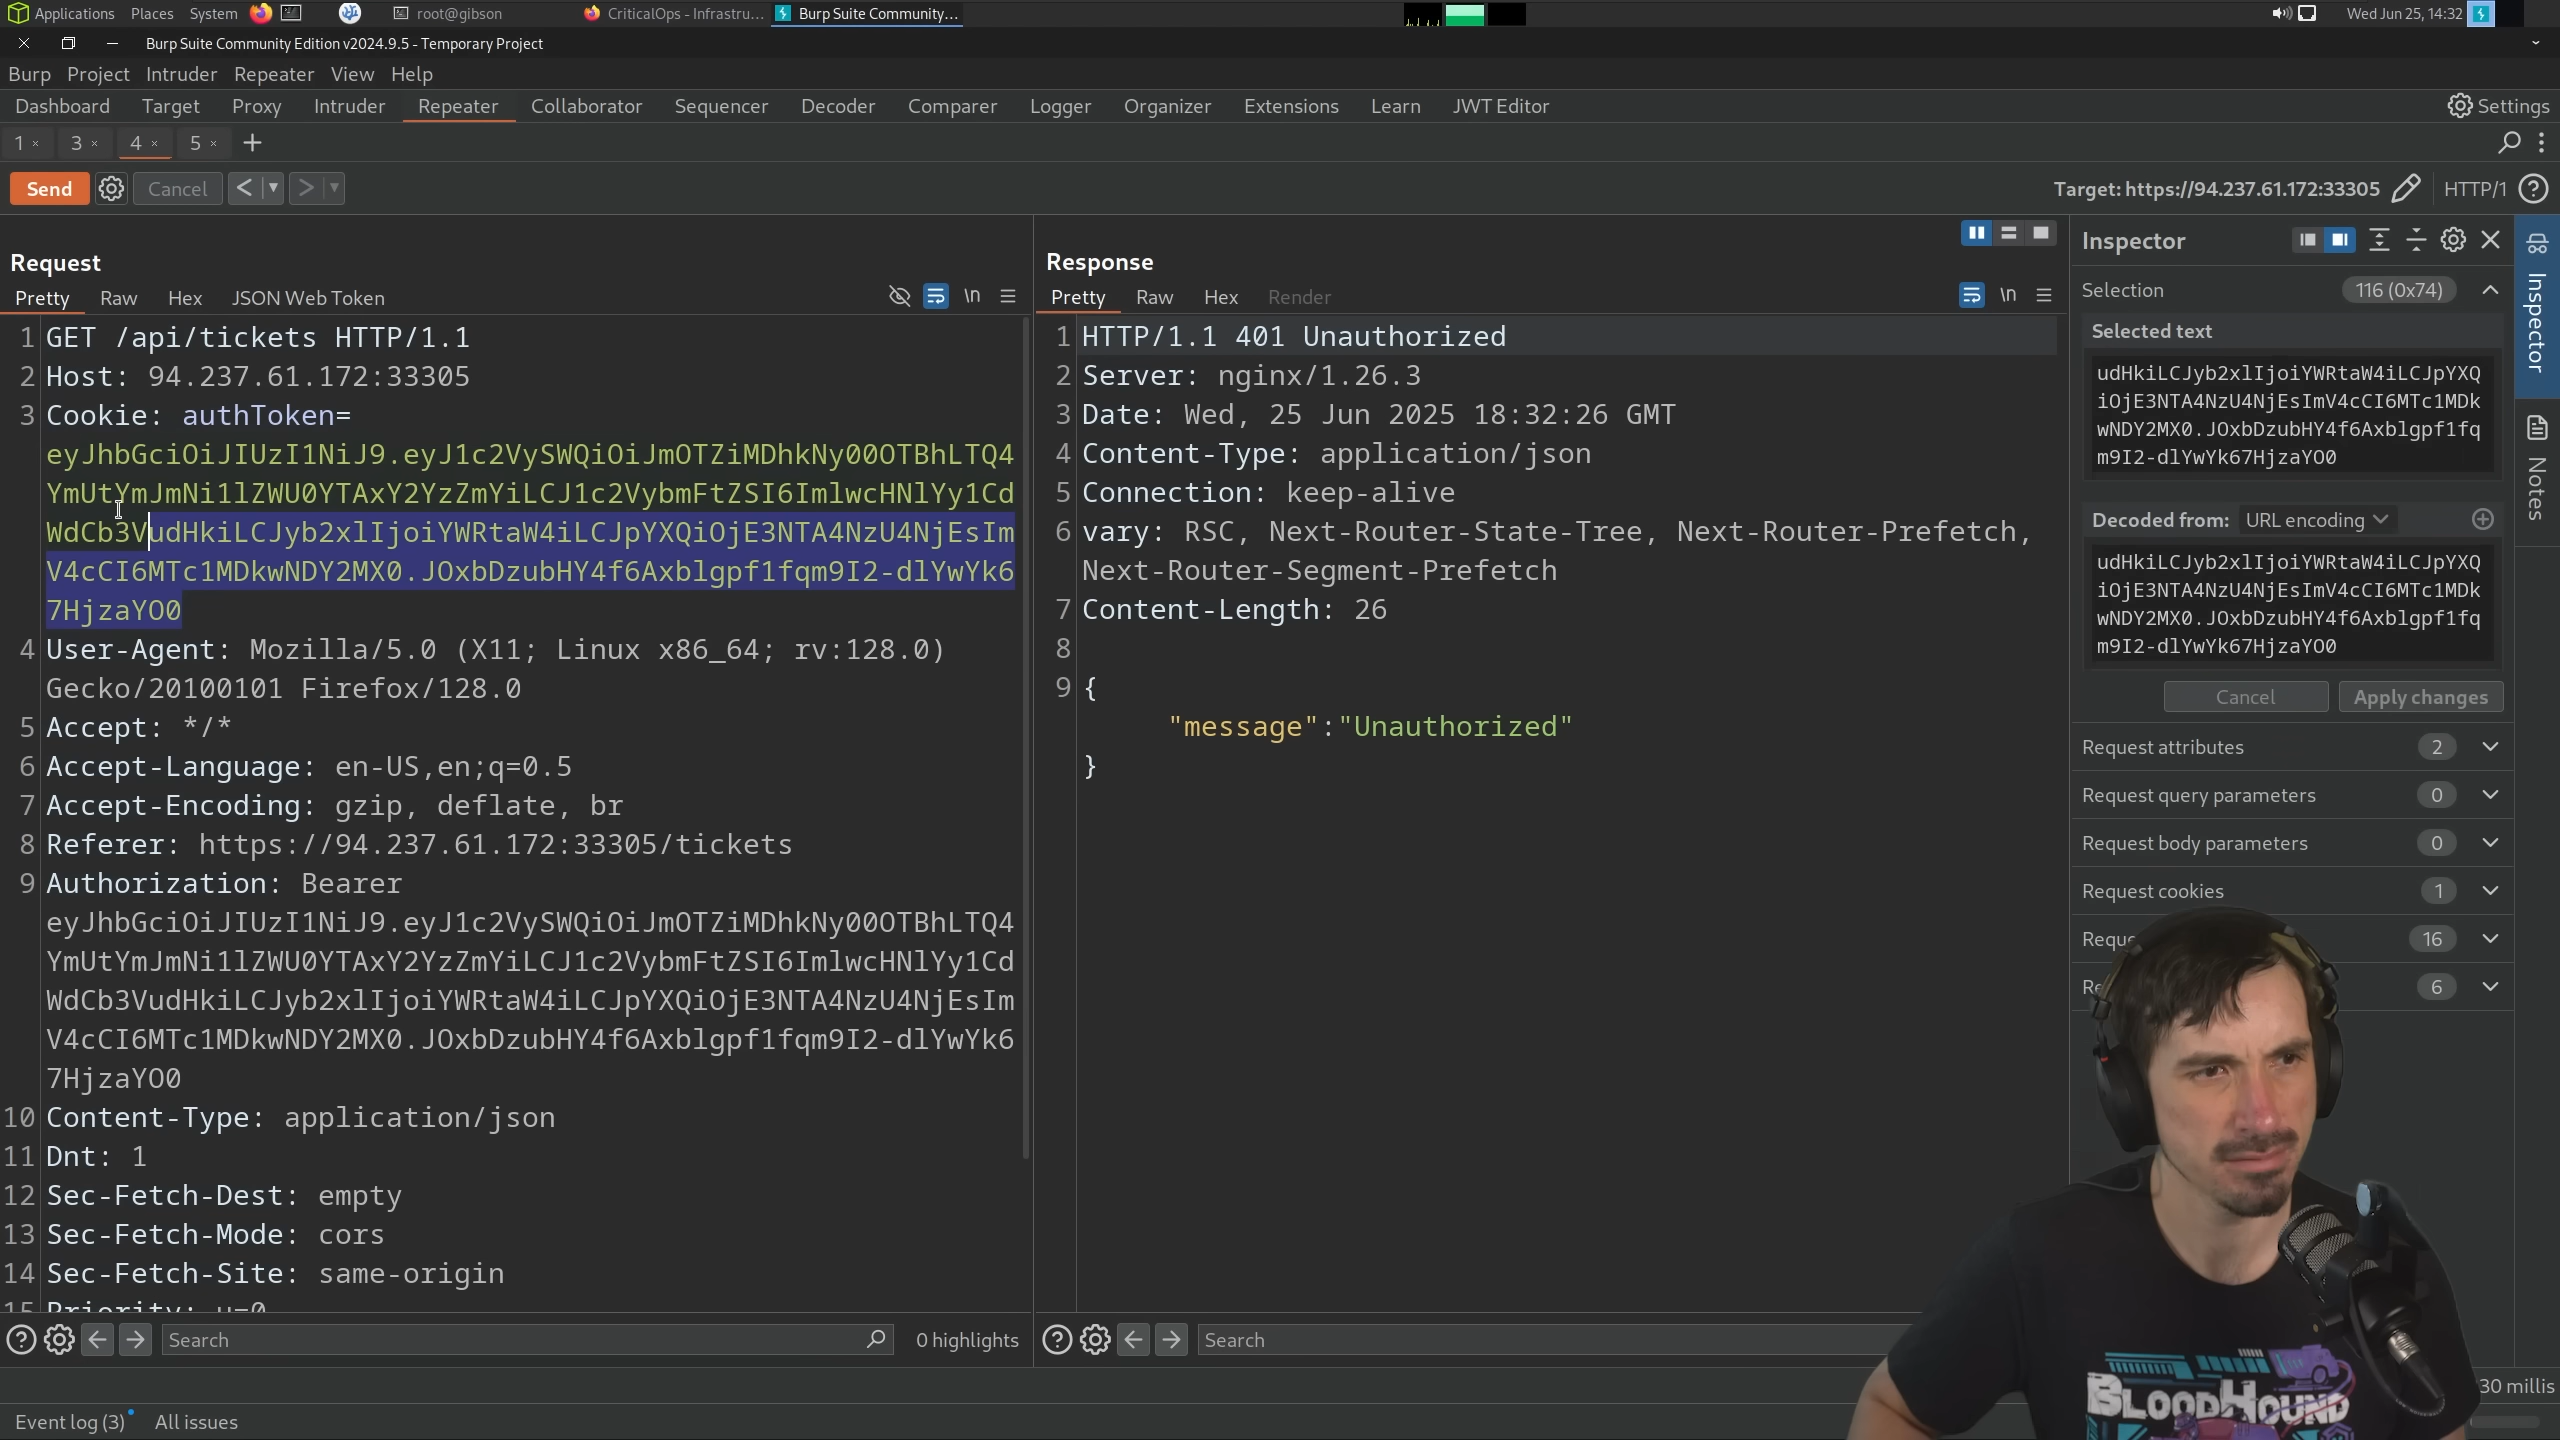 Applications Places System root@gibson CriticalOps - Infrastru... Burp Suite Community... Wed Jun 25, 14:32
Burp Suite Community Edition v2024.9.5 - Temporary Project
Burp Project Intruder Repeater View Help
Dashboard Target Proxy Intruder Repeater Collaborator Sequencer Decoder Comparer Logger Organizer Extensions Learn JWT Editor Settings
1 × 3 × 4 × 5 × +
Send Cancel < > Target: https://94.237.61.172:33305 HTTP/1
Request
Pretty Raw Hex JSON Web Token \n
1 GET /api/tickets HTTP/1.1
2 Host: 94.237.61.172:33305
3 Cookie: authToken=
eyJhbGciOiJIUzI1NiJ9.eyJ1c2VySWQiOiJmOTZiMDhkNy00OTBhLTQ4
YmUtYmJmNi1lZWU0YTAxY2YzZmYiLCJ1c2VybmFtZSI6ImlwcHNlYy1Cd
WdCb3VudHkiLCJyb2xlIjoiYWRtaW4iLCJpYXQiOjE3NTA4NzU4NjEsIm
V4cCI6MTc1MDkwNDY2MX0.JOxbDzubHY4f6Axblgpf1fqm9I2-dlYwYk6
7HjzaYO0
4 User-Agent: Mozilla/5.0 (X11; Linux x86_64; rv:128.0)
Gecko/20100101 Firefox/128.0
5 Accept: */*
6 Accept-Language: en-US,en;q=0.5
7 Accept-Encoding: gzip, deflate, br
8 Referer: https://94.237.61.172:33305/tickets
9 Authorization: Bearer
eyJhbGciOiJIUzI1NiJ9.eyJ1c2VySWQiOiJmOTZiMDhkNy00OTBhLTQ4
YmUtYmJmNi1lZWU0YTAxY2YzZmYiLCJ1c2VybmFtZSI6ImlwcHNlYy1Cd
WdCb3VudHkiLCJyb2xlIjoiYWRtaW4iLCJpYXQiOjE3NTA4NzU4NjEsIm
V4cCI6MTc1MDkwNDY2MX0.JOxbDzubHY4f6Axblgpf1fqm9I2-dlYwYk6
7HjzaYO0
10 Content-Type: application/json
11 Dnt: 1
12 Sec-Fetch-Dest: empty
13 Sec-Fetch-Mode: cors
14 Sec-Fetch-Site: same-origin
15 Priority: u=0
Search 0 highlights
Response
Pretty Raw Hex Render \n
1 HTTP/1.1 401 Unauthorized
2 Server: nginx/1.26.3
3 Date: Wed, 25 Jun 2025 18:32:26 GMT
4 Content-Type: application/json
5 Connection: keep-alive
6 vary: RSC, Next-Router-State-Tree, Next-Router-Prefetch,
Next-Router-Segment-Prefetch
7 Content-Length: 26
8
9 {
"message":"Unauthorized"
}
Search
Inspector
Selection 116 (0x74)
Selected text
udHkiLCJyb2xlIjoiYWRtaW4iLCJpYXQ
iOjE3NTA4NzU4NjEsImV4cCI6MTc1MDk
wNDY2MX0.JOxbDzubHY4f6Axblgpf1fq
m9I2-dlYwYk67HjzaYO0
Decoded from: URL encoding
udHkiLCJyb2xlIjoiYWRtaW4iLCJpYXQ
iOjE3NTA4NzU4NjEsImV4cCI6MTc1MDk
wNDY2MX0.JOxbDzubHY4f6Axblgpf1fq
m9I2-dlYwYk67HjzaYO0
Cancel Apply changes
Request attributes 2
Request query parameters 0
Request body parameters 0
Request cookies 1
16
6
Inspector
Notes
BLOODHOUND
30 millis
Event log (3) All issues